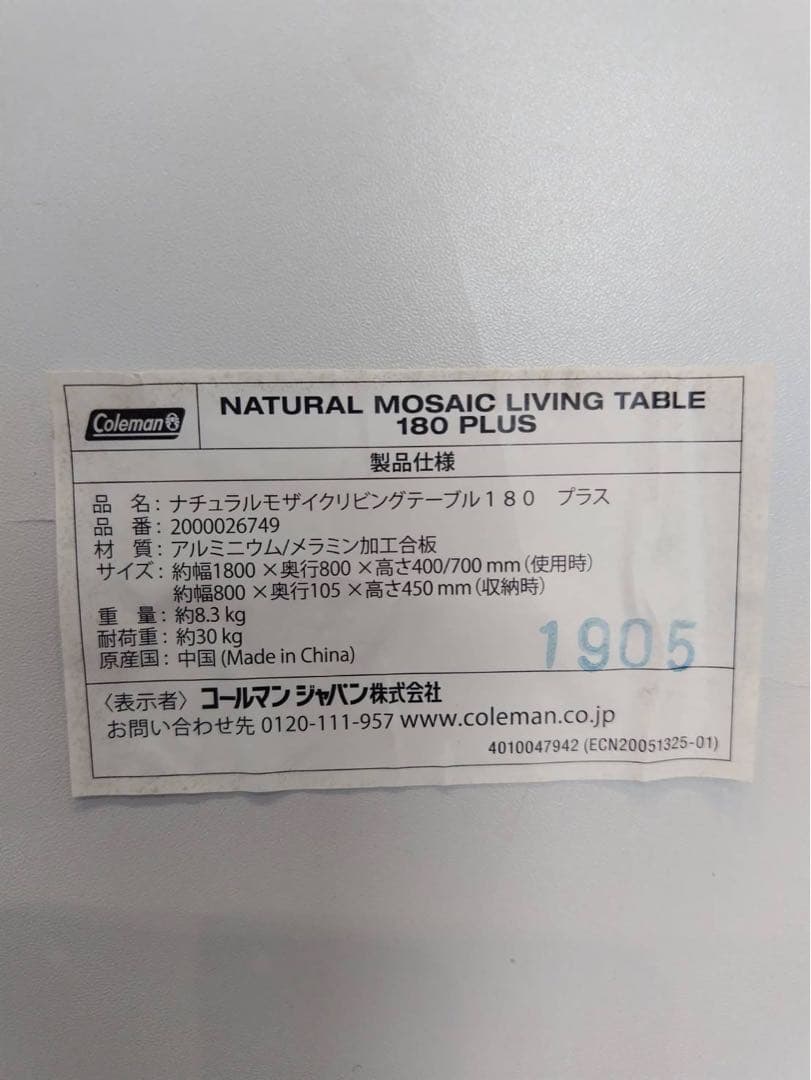 Coleman
NATURAL MOSAIC LIVING TABLE
180 PLUS
製品仕様
品 名：ナチュラルモザイクリビングテーブル１８０ プラス
品 番：2000026749
材 質：アルミニウム/メラミン加工合板
サイズ：約幅1800×奥行800×高さ400/700 mm（使用時）
約幅800×奥行105×高さ450 mm（収納時）
重 量：約8.3 kg
耐荷重：約30 kg
原産国：中国 (Made in China)
1905
〈表示者〉コールマン ジャパン株式会社
お問い合わせ先 0120-111-957 www.coleman.co.jp
4010047942 (ECN20051325-01)